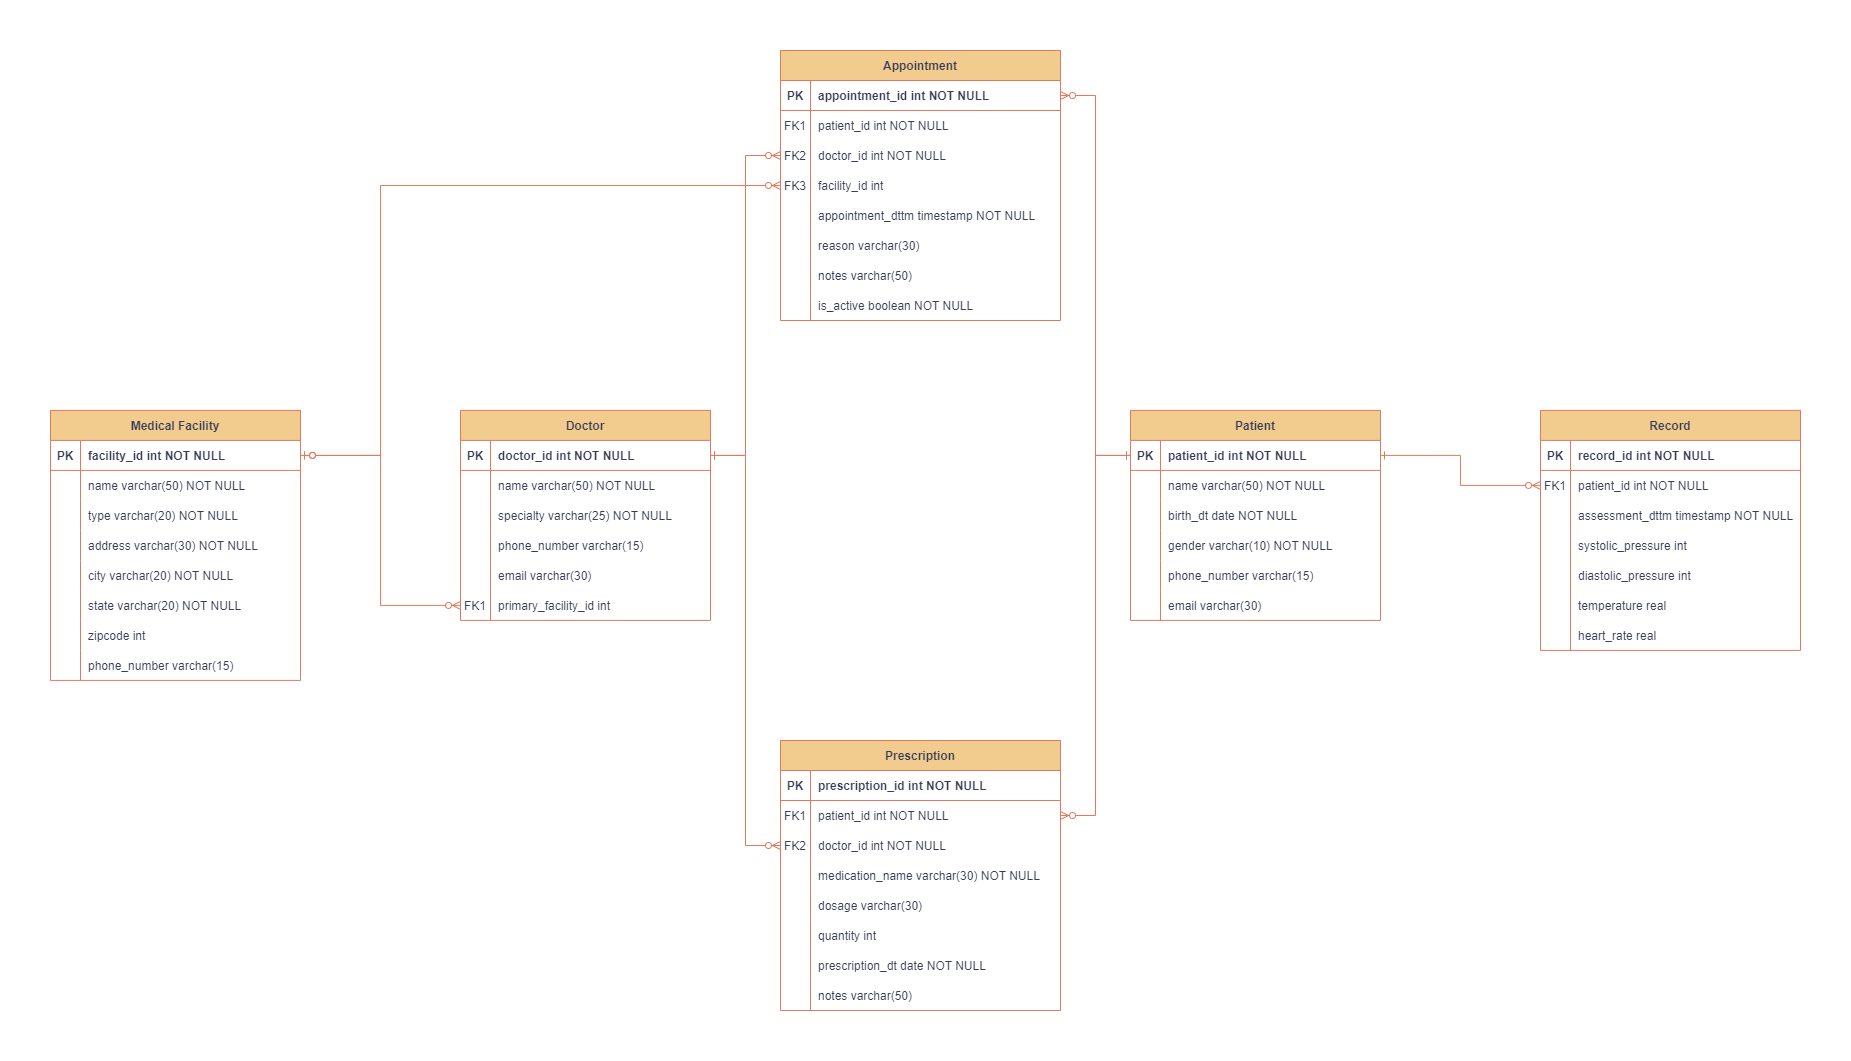 Appointment
PK appointment_id int NOT NULL
FK1 patient_id int NOT NULL
FK2 doctor_id int NOT NULL
FK3 facility_id int
appointment_dttm timestamp NOT NULL
reason varchar(30)
notes varchar(50)
is_active boolean NOT NULL
Medical Facility
PK facility_id int NOT NULL
name varchar(50) NOT NULL
type varchar(20) NOT NULL
address varchar(30) NOT NULL
city varchar(20) NOT NULL
state varchar(20) NOT NULL
zipcode int
phone_number varchar(15)
Doctor
PK doctor_id int NOT NULL
name varchar(50) NOT NULL
specialty varchar(25) NOT NULL
phone_number varchar(15)
email varchar(30)
FK1 primary_facility_id int
Patient
PK patient_id int NOT NULL
name varchar(50) NOT NULL
birth_dt date NOT NULL
gender varchar(10) NOT NULL
phone_number varchar(15)
email varchar(30)
Record
PK record_id int NOT NULL
FK1 patient_id int NOT NULL
assessment_dttm timestamp NOT NULL
systolic_pressure int
diastolic_pressure int
temperature real
heart_rate real
Prescription
PK prescription_id int NOT NULL
FK1 patient_id int NOT NULL
FK2 doctor_id int NOT NULL
medication_name varchar(30) NOT NULL
dosage varchar(30)
quantity int
prescription_dt date NOT NULL
notes varchar(50)